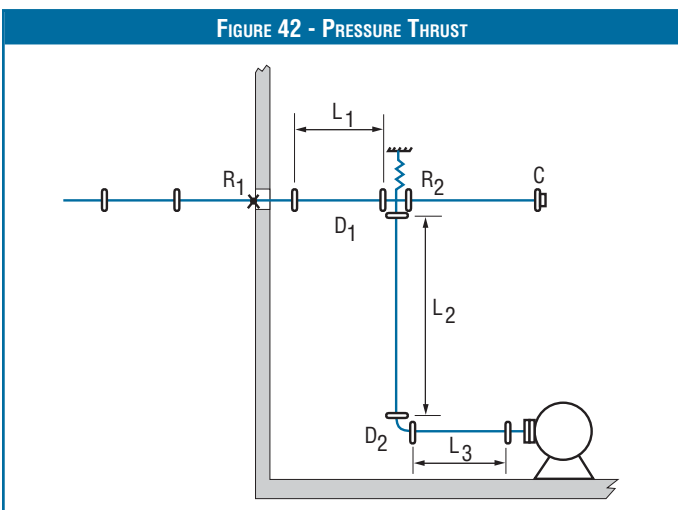 FIGURE 42 - PRESSURE THRUST
L1
R1
R2
C
D1
L2
D2
L3